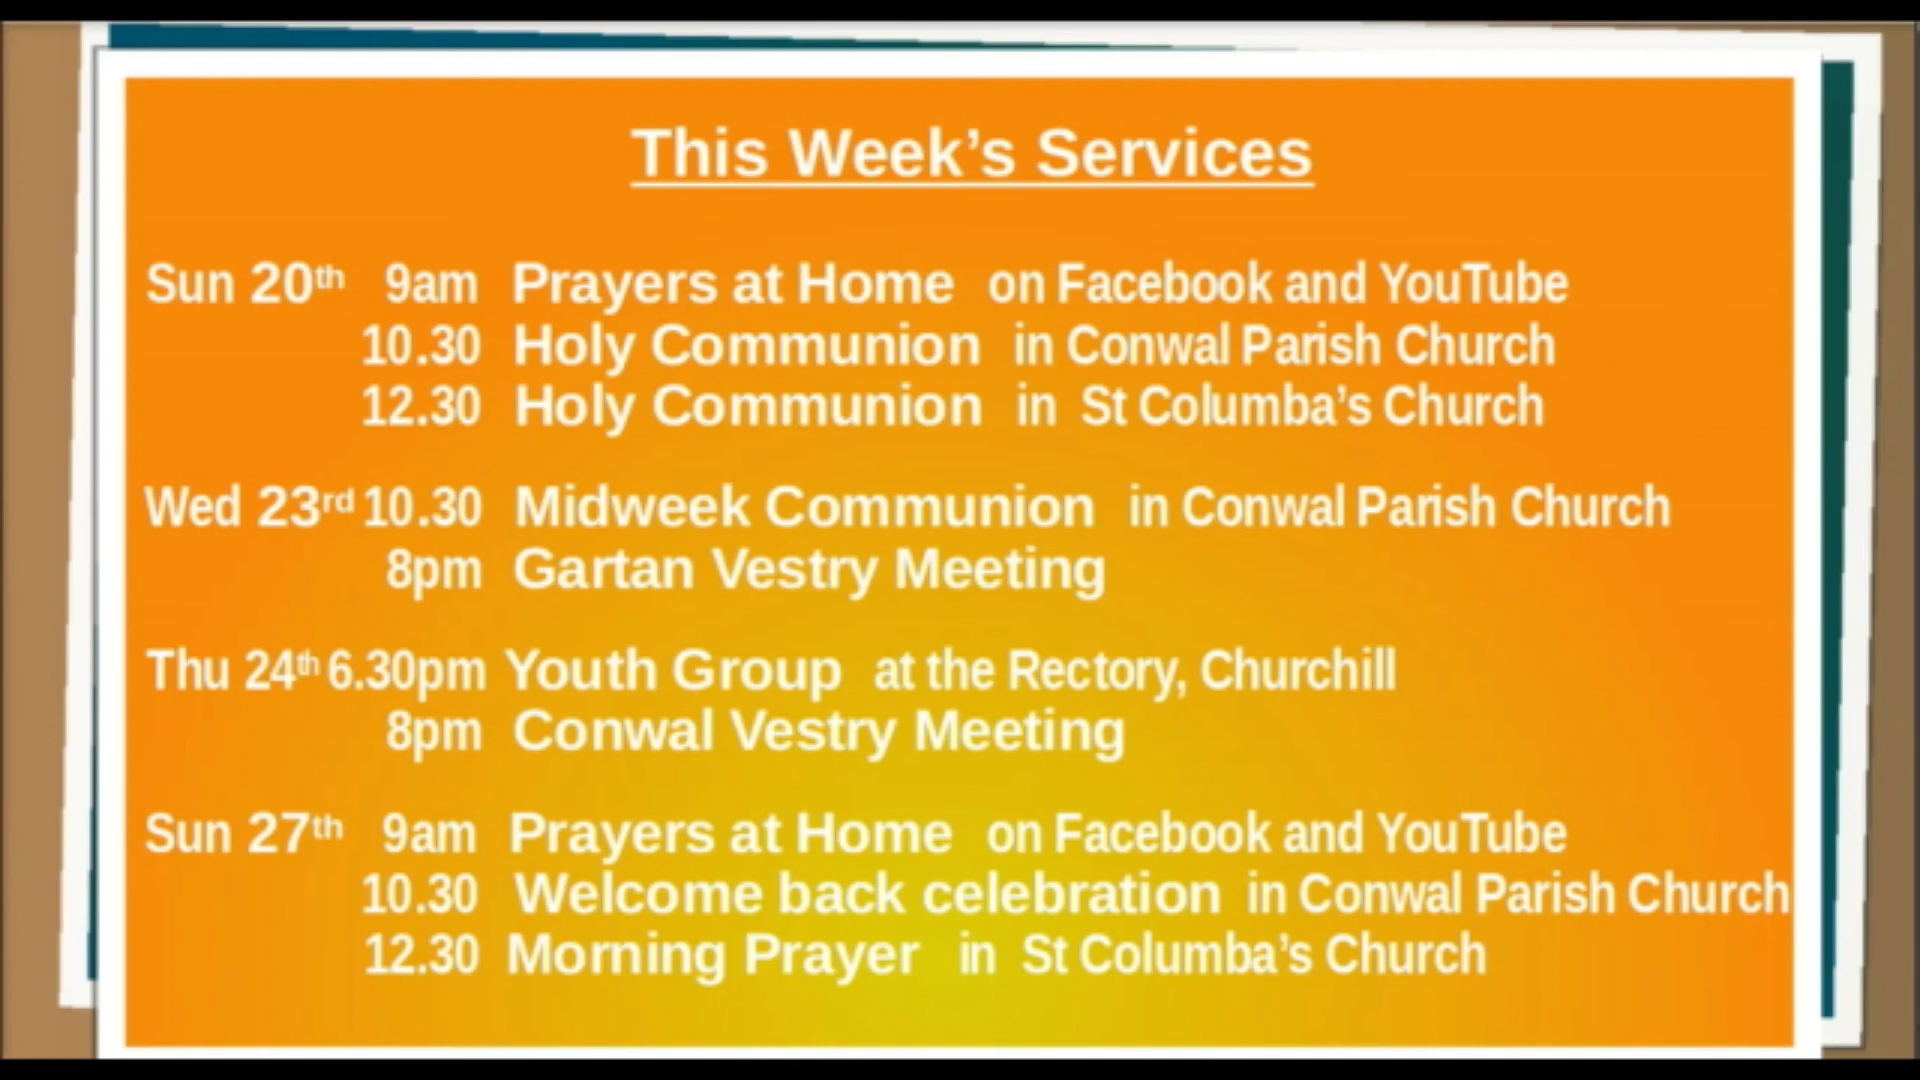 This Week’s Services
Sun 20th 9am Prayers at Home on Facebook and YouTube
10.30 Holy Communion in Conwal Parish Church
12.30 Holy Communion in St Columba’s Church
Wed 23rd 10.30 Midweek Communion in Conwal Parish Church
8pm Gartan Vestry Meeting
Thu 24th 6.30pm Youth Group at the Rectory, Churchill
8pm Conwal Vestry Meeting
Sun 27th 9am Prayers at Home on Facebook and YouTube
10.30 Welcome back celebration in Conwal Parish Church
12.30 Morning Prayer in St Columba’s Church